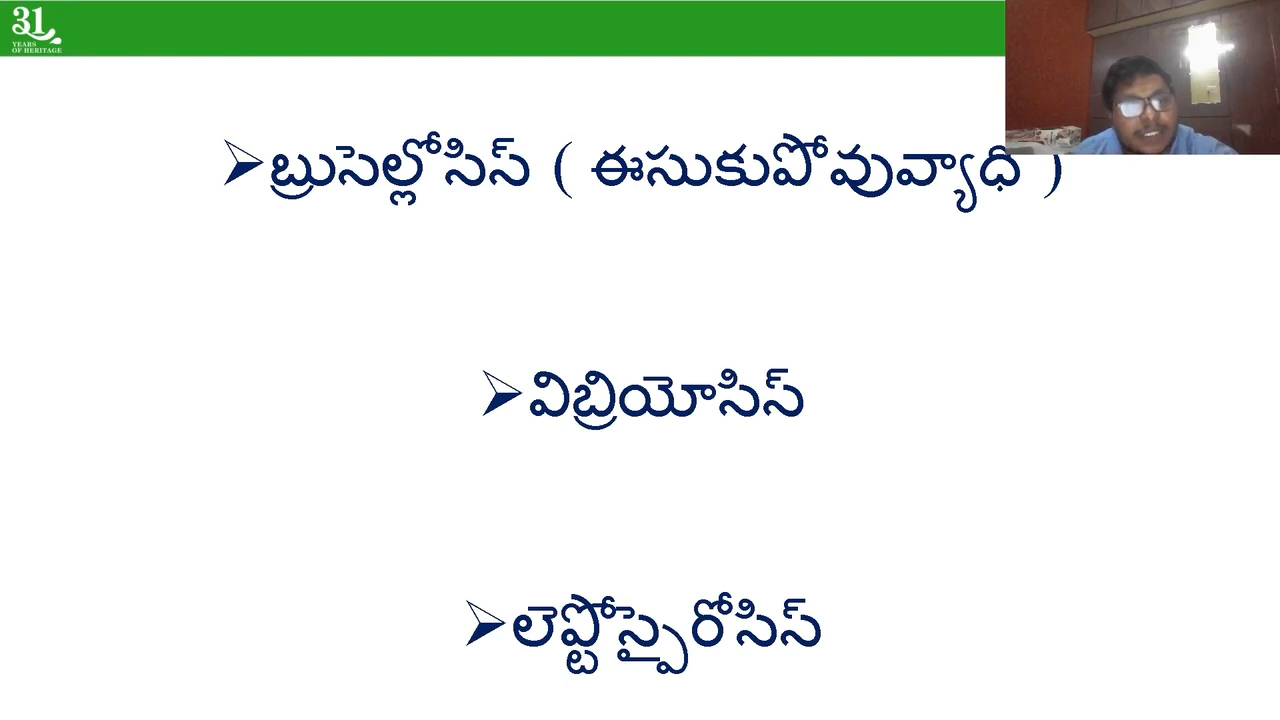 31
YEARS
OF HERITAGE
➢బ్రుసెల్లోసిస్ ( ఈసుకుపోవువ్యాధి )
➢విబ్రియోసిస్
➢లెప్టోస్పైరోసిస్